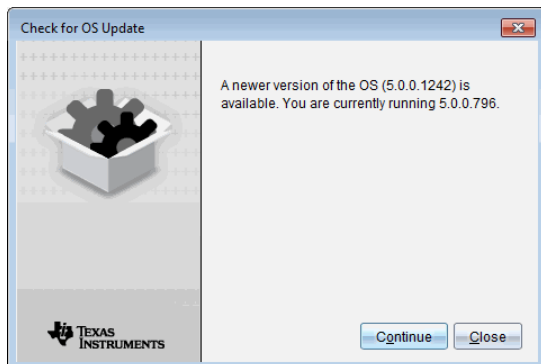 Check for OS Update
A newer version of the OS (5.0.0.1242) is
available. You are currently running 5.0.0.796.
TEXAS
INSTRUMENTS
Continue
Close